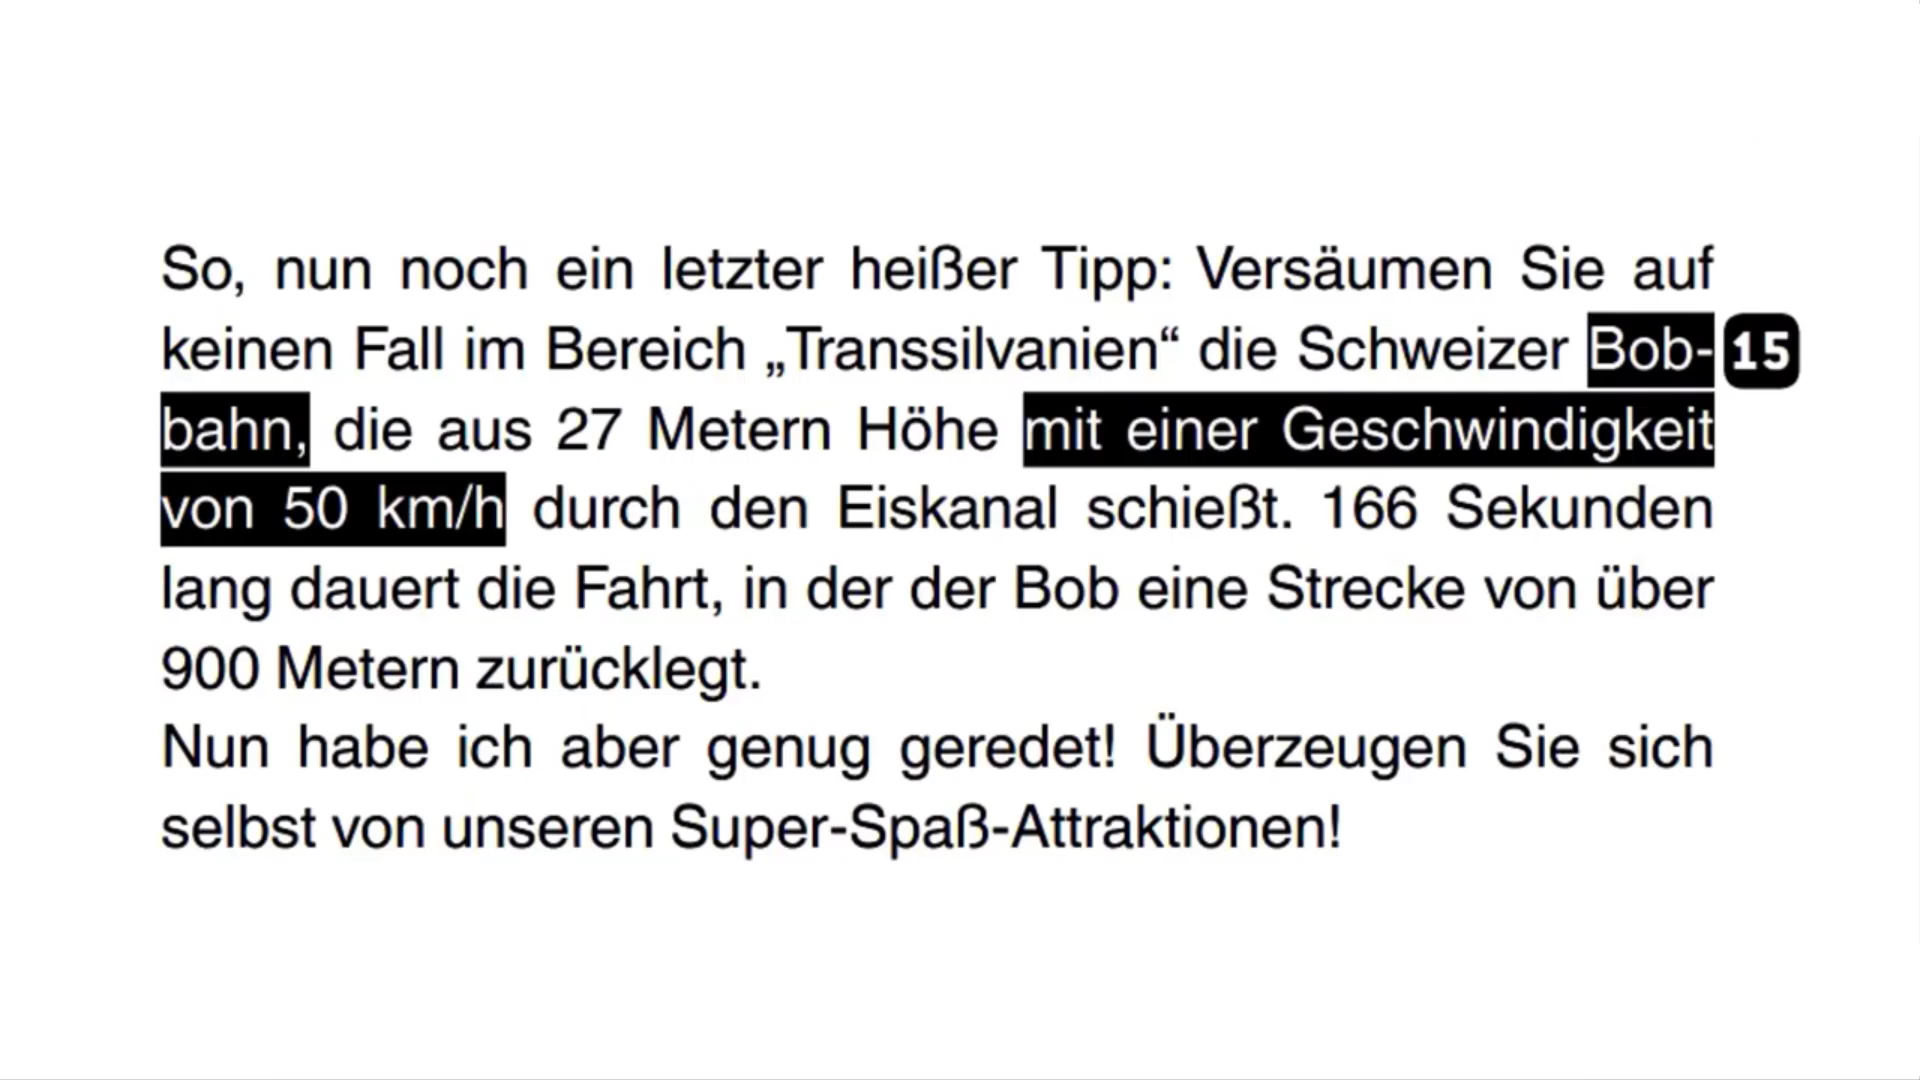 So, nun noch ein letzter heißer Tipp: Versäumen Sie auf
keinen Fall im Bereich „Transsilvanien“ die Schweizer Bob- 15
bahn, die aus 27 Metern Höhe mit einer Geschwindigkeit
von 50 km/h durch den Eiskanal schießt. 166 Sekunden
lang dauert die Fahrt, in der der Bob eine Strecke von über
900 Metern zurücklegt.
Nun habe ich aber genug geredet! Überzeugen Sie sich
selbst von unseren Super-Spaß-Attraktionen!